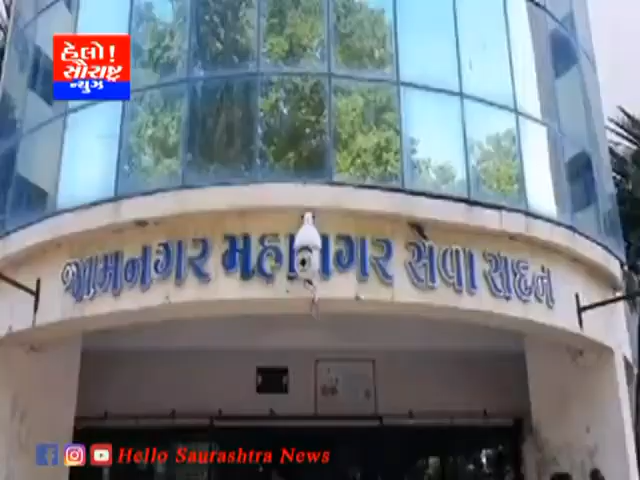 હેલો!
સૌરાષ્ટ્ર
ન્યુઝ
જામનગર મહાનગર સેવા સદન
Hello Saurashtra News